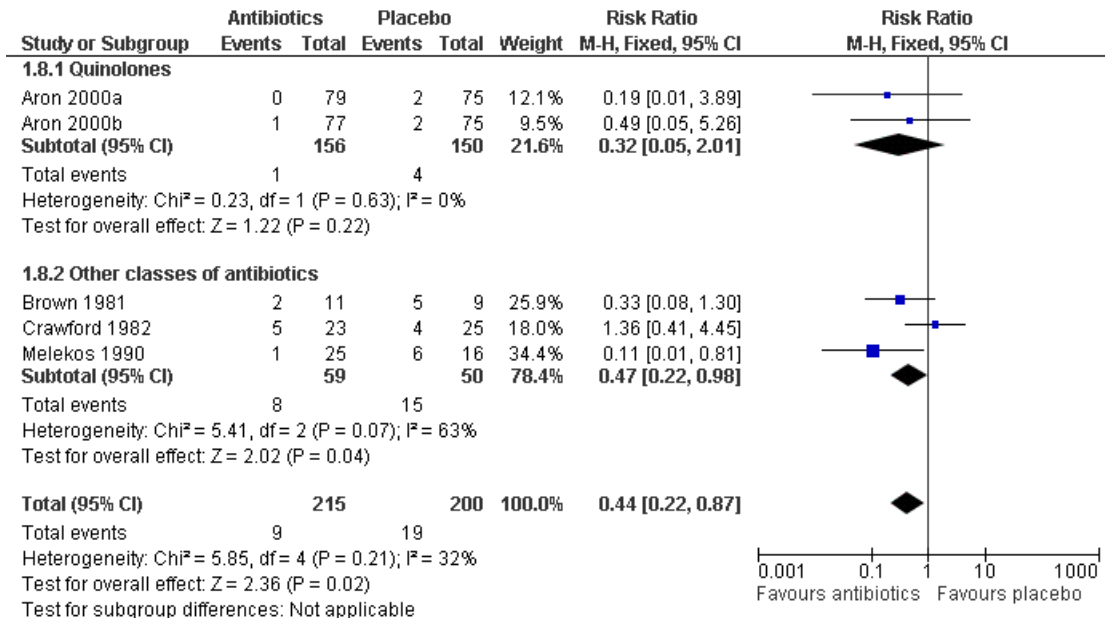 Antibiotics Placebo Risk Ratio Risk Ratio
Study or Subgroup Events Total Events Total Weight M-H, Fixed, 95% CI M-H, Fixed, 95% CI
1.8.1 Quinolones
Aron 2000a 0 79 2 75 12.1% 0.19 [0.01, 3.89]
Aron 2000b 1 77 2 75 9.5% 0.49 [0.05, 5.26]
Subtotal (95% CI) 156 150 21.6% 0.32 [0.05, 2.01]
Total events 1 4
Heterogeneity: Chi² = 0.23, df = 1 (P = 0.63); I² = 0%
Test for overall effect: Z = 1.22 (P = 0.22)
1.8.2 Other classes of antibiotics
Brown 1981 2 11 5 9 25.9% 0.33 [0.08, 1.30]
Crawford 1982 5 23 4 25 18.0% 1.36 [0.41, 4.45]
Melekos 1990 1 25 6 16 34.4% 0.11 [0.01, 0.81]
Subtotal (95% CI) 59 50 78.4% 0.47 [0.22, 0.98]
Total events 8 15
Heterogeneity: Chi² = 5.41, df = 2 (P = 0.07); I² = 63%
Test for overall effect: Z = 2.02 (P = 0.04)
Total (95% CI) 215 200 100.0% 0.44 [0.22, 0.87]
Total events 9 19
Heterogeneity: Chi² = 5.85, df = 4 (P = 0.21); I² = 32%
Test for overall effect: Z = 2.36 (P = 0.02)
Test for subgroup differences: Not applicable
0.001 0.1 1 10 1000
Favours antibiotics Favours placebo